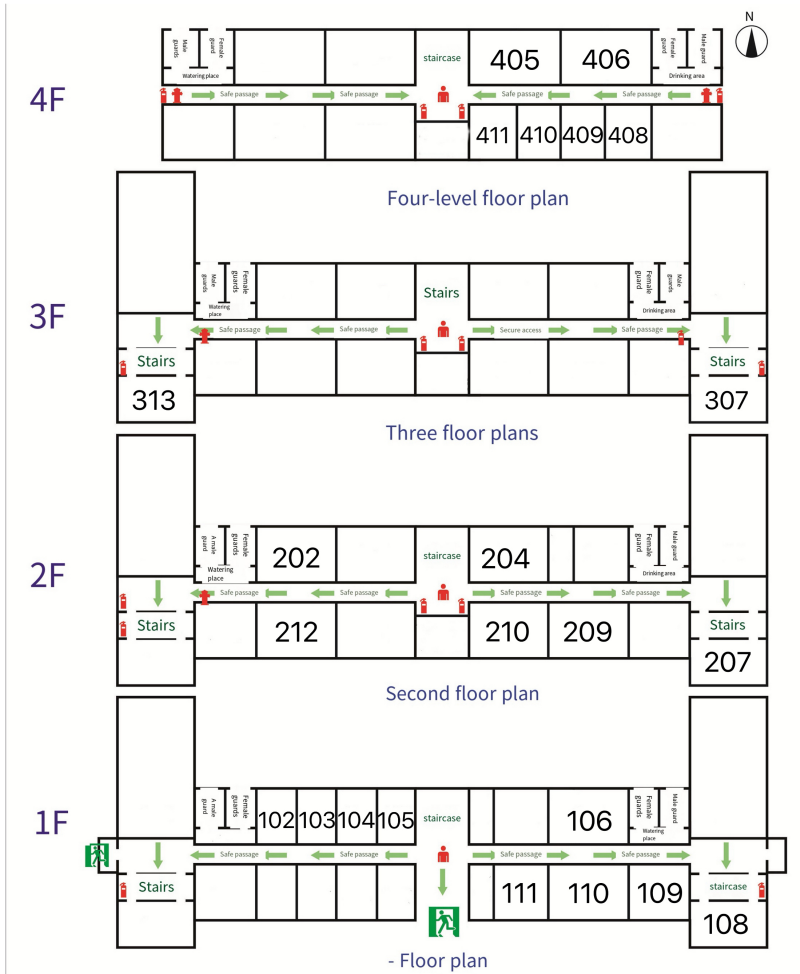 N
4F
Male guards
Female guards
Watering place
staircase
405
406
Female guards
Male guard
Drinking area
Safe passage
Safe passage
Safe passage
Safe passage
411
410
409
408
Four-level floor plan
3F
Male guards
Female guards
Watering place
Stairs
Female guards
Male guards
Drinking area
Safe passage
Safe passage
Secure access
Safe passage
Stairs
Stairs
313
307
Three floor plans
2F
A male guard
Female guards
Watering place
202
staircase
204
Female guard
Male guard
Drinking area
Safe passage
Safe passage
Safe passage
Safe passage
Stairs
212
210
209
Stairs
207
Second floor plan
1F
A male guard
Female guards
102
103
104
105
staircase
106
Female guards
Male guard
Watering place
Safe passage
Safe passage
Safe passage
Safe passage
Stairs
111
110
109
staircase
108
- Floor plan